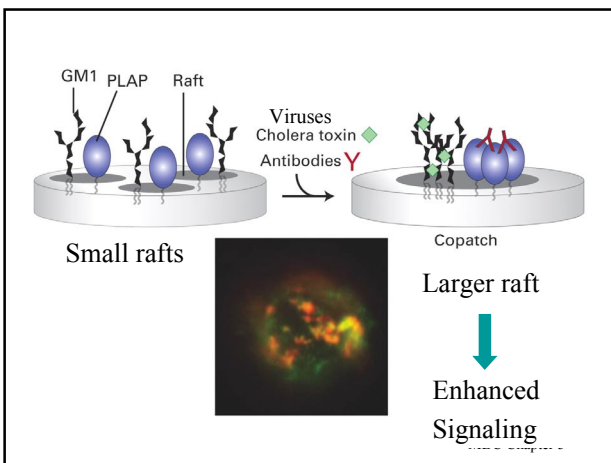 GM1
PLAP
Raft
Viruses
Cholera toxin
Antibodies
Copatch
Small rafts
Larger raft
Enhanced
Signaling